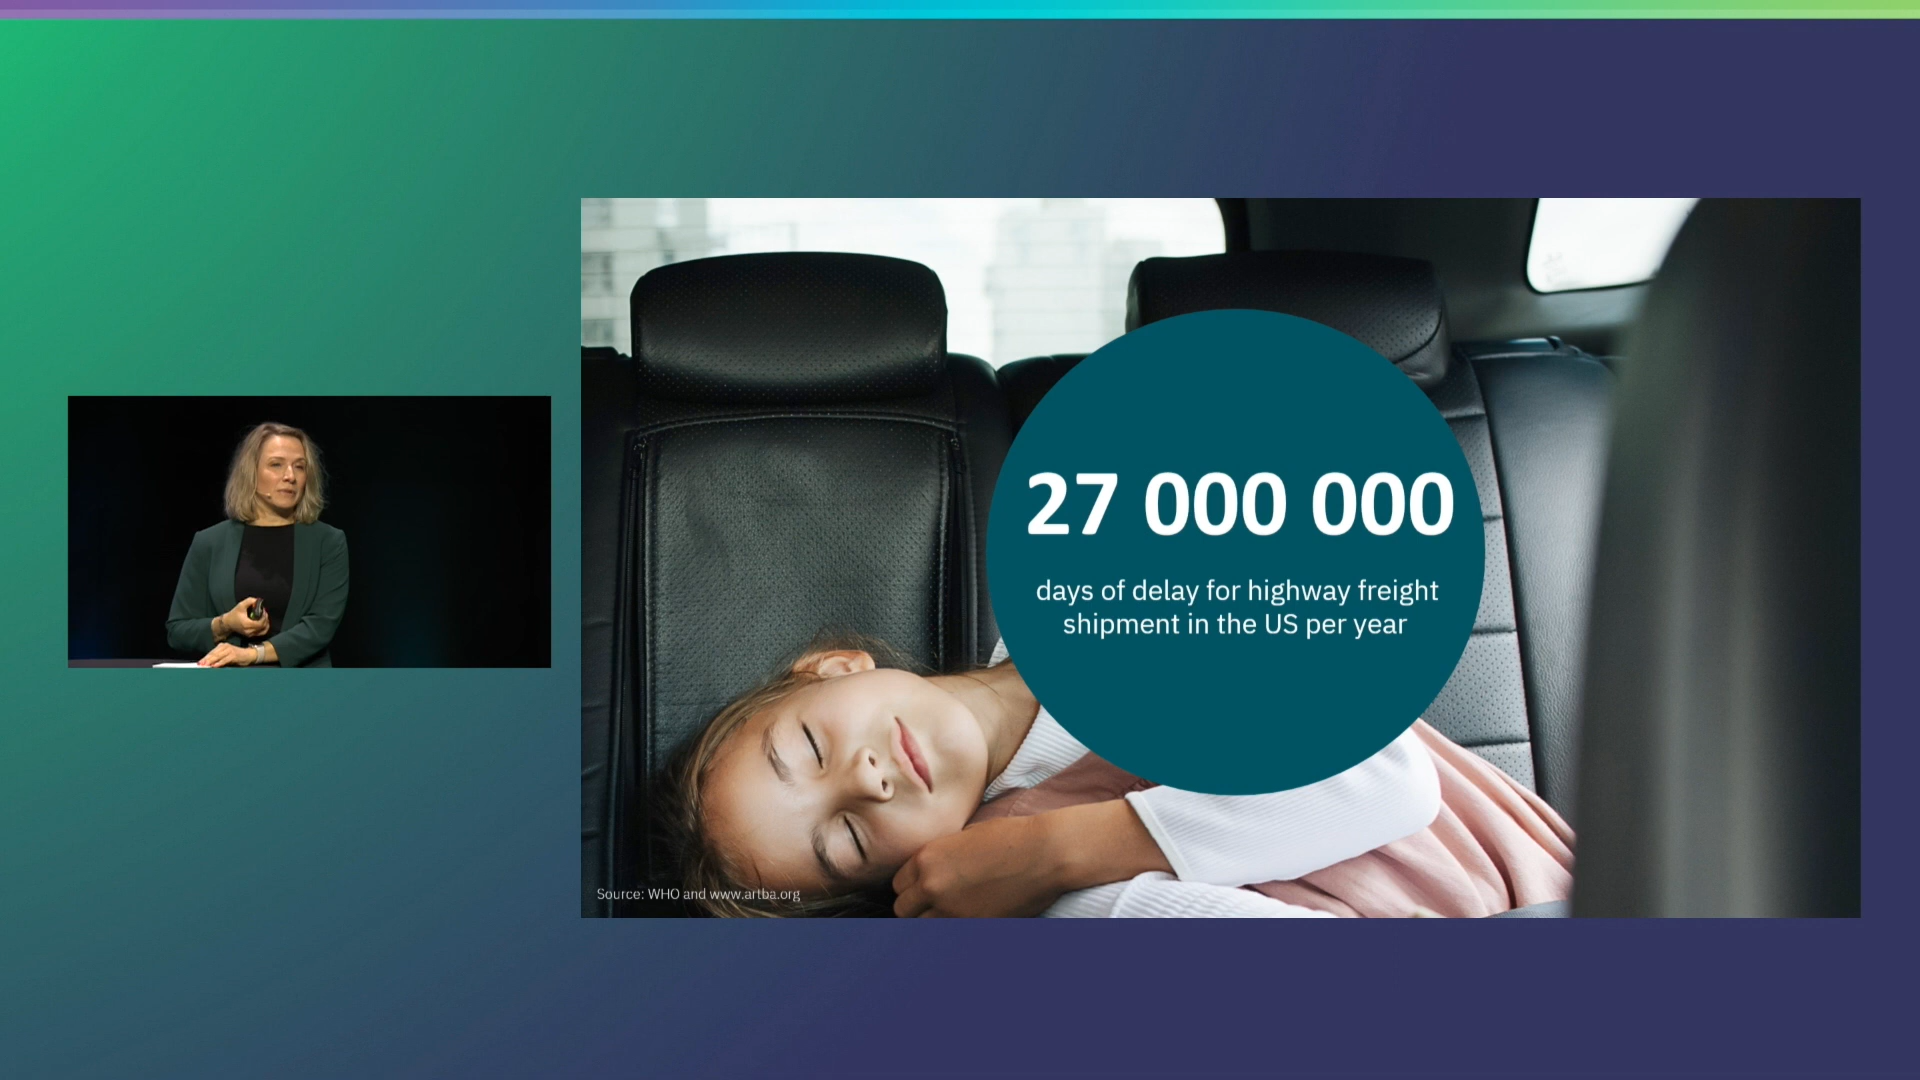 27 000 000
days of delay for highway freight
shipment in the US per year
Source: WHO and www.artba.org